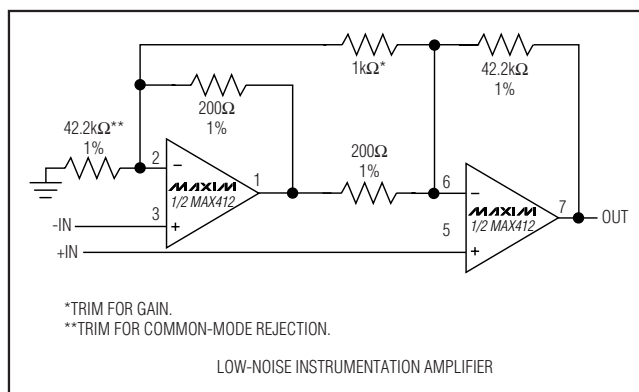 1kΩ*
42.2kΩ
1%
200Ω
1%
42.2kΩ**
1%
200Ω
1%
2
−
1
MAXIM
1/2 MAX412
3
+
6
−
7
MAXIM
1/2 MAX412
5
+
OUT
-IN
+IN
*TRIM FOR GAIN.
**TRIM FOR COMMON-MODE REJECTION.
LOW-NOISE INSTRUMENTATION AMPLIFIER